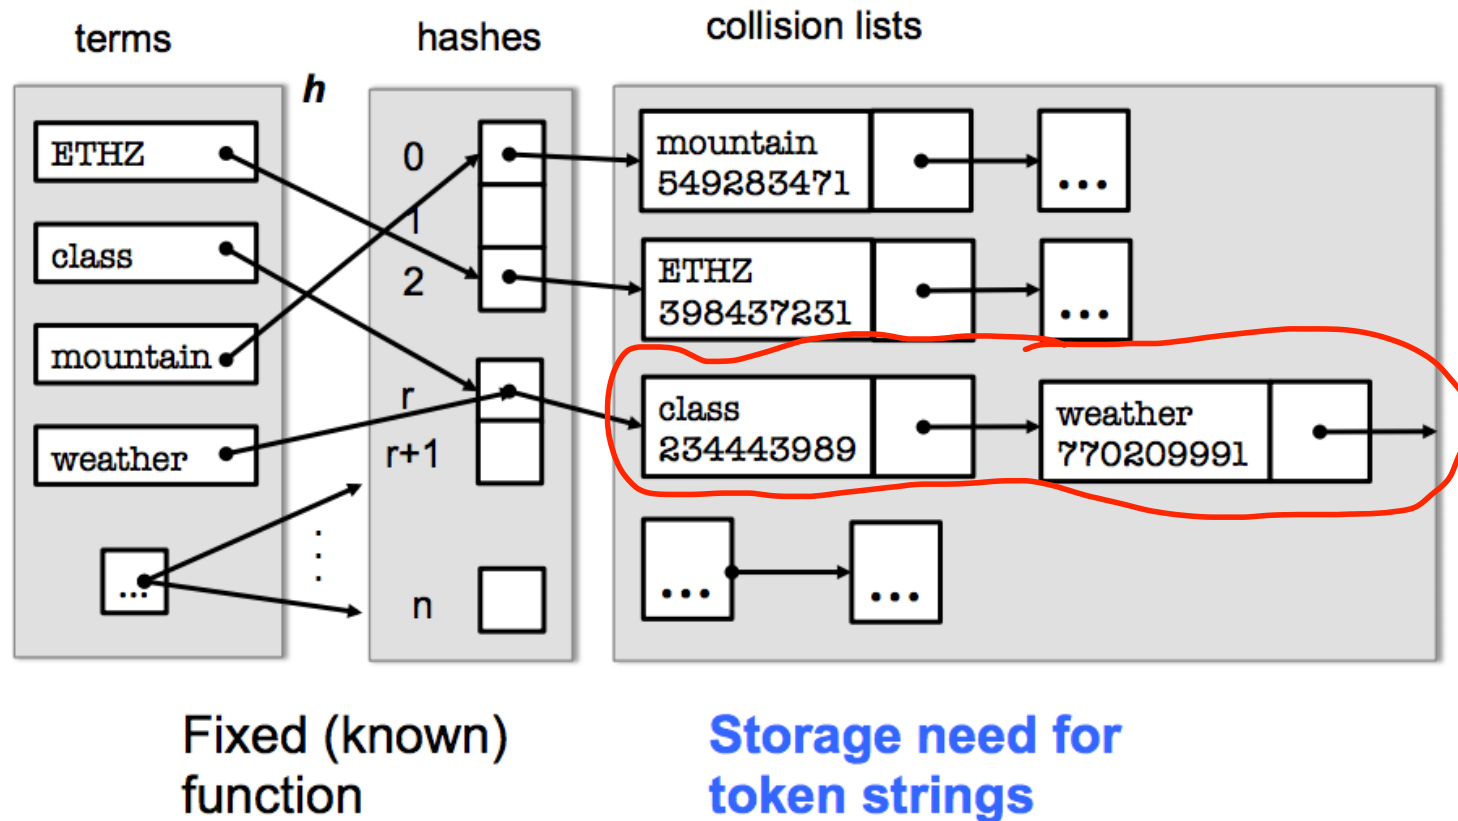 terms
hashes
collision lists
h
ETHZ
class
mountain
weather
...
0
1
2
r
r+1
n
mountain
549283471
...
ETHZ
398437231
...
class
234443989
weather
770209991
...
...
Fixed (known)
function
Storage need for
token strings